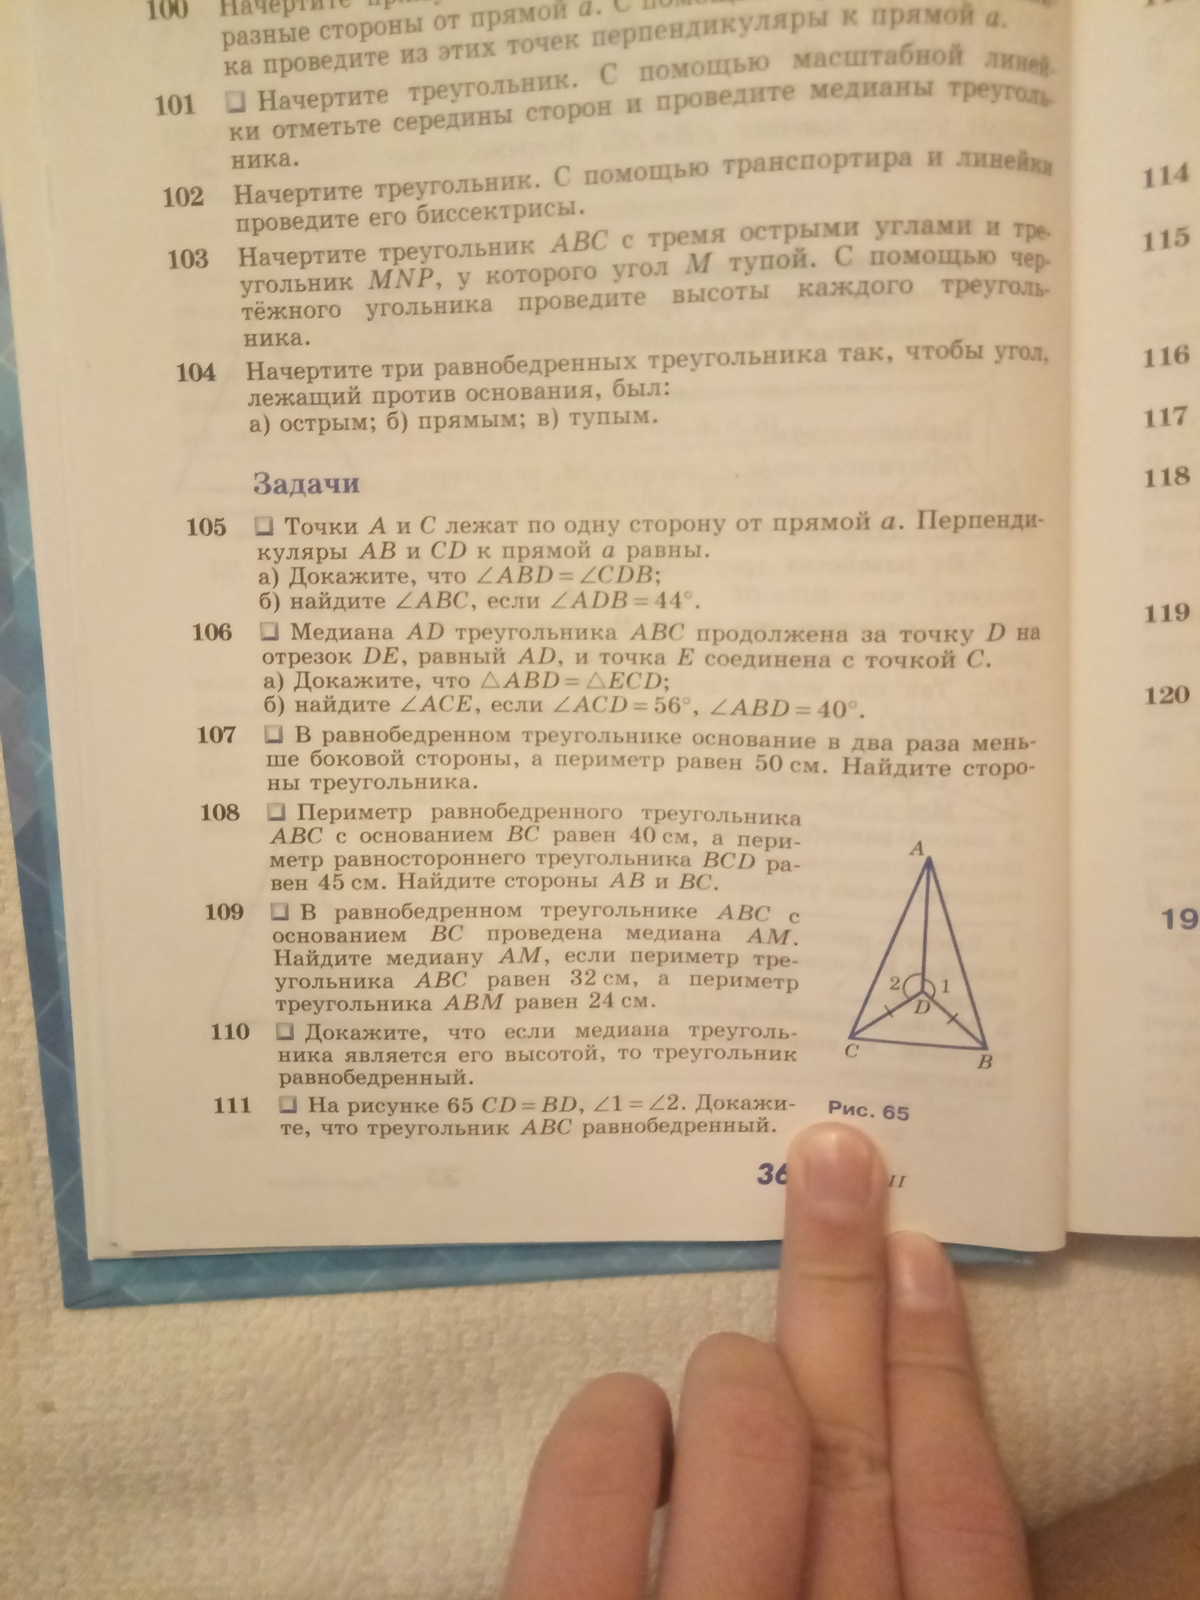 100 Начертите
разные стороны от прямой a. С
ка проведите из этих точек перпендикуляры к прямой a.
101 Начертите треугольник. С помощью масштабной линей-
ки отметьте середины сторон и проведите медианы треуголь-
ника.
102 Начертите треугольник. С помощью транспортира и линейки
проведите его биссектрисы.
103 Начертите треугольник ABC с тремя острыми углами и тре-
угольник MNP, у которого угол M тупой. С помощью чер-
тёжного угольника проведите высоты каждого треуголь-
ника.
104 Начертите три равнобедренных треугольника так, чтобы угол,
лежащий против основания, был:
а) острым; б) прямым; в) тупым.
Задачи
105 Точки A и C лежат по одну сторону от прямой a. Перпенди-
куляры AB и CD к прямой a равны.
а) Докажите, что ∠ABD = ∠CDB;
б) найдите ∠ABC, если ∠ADB = 44°.
106 Медиана AD треугольника ABC продолжена за точку D на
отрезок DE, равный AD, и точка E соединена с точкой C.
а) Докажите, что △ABD = △ECD;
б) найдите ∠ACE, если ∠ACD = 56°, ∠ABD = 40°.
107 В равнобедренном треугольнике основание в два раза мень-
ше боковой стороны, а периметр равен 50 см. Найдите сторо-
ны треугольника.
108 Периметр равнобедренного треугольника
ABC с основанием BC равен 40 см, а пери-
метр равностороннего треугольника BCD ра-
вен 45 см. Найдите стороны AB и BC.
109 В равнобедренном треугольнике ABC с
основанием BC проведена медиана AM.
Найдите медиану AM, если периметр тре-
угольника ABC равен 32 см, а периметр
треугольника ABM равен 24 см.
110 Докажите, что если медиана треуголь-
ника является его высотой, то треугольник
равнобедренный.
111 На рисунке 65 CD = BD, ∠1 = ∠2. Докажи-
те, что треугольник ABC равнобедренный.
A
2 1
D
C
B
Рис. 65
36
II
114
115
116
117
118
119
120
19